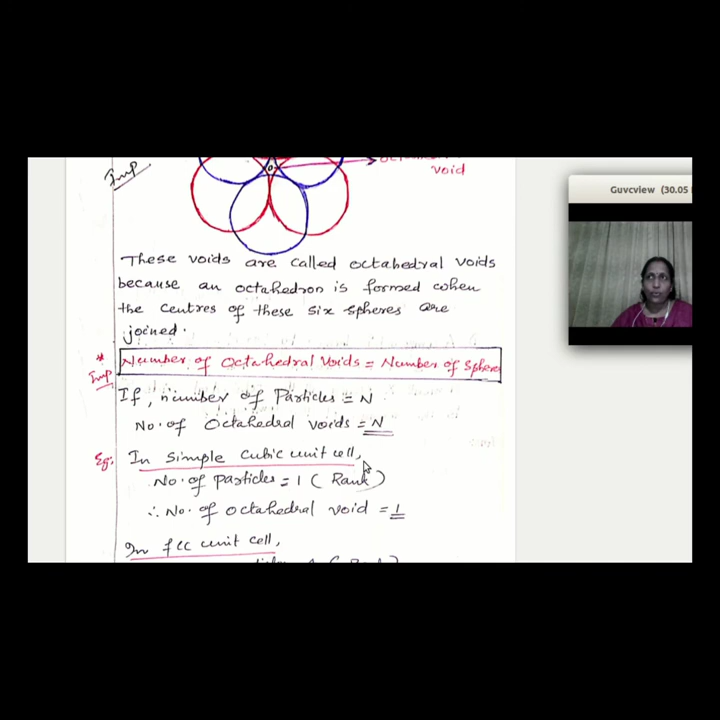 Guvcview (30.05
Imp
void
These voids are called octahedral voids
because an octahedron is formed when
the centres of these six spheres are
joined.
* Number of Octahedral Voids = Number of Sphere
Imp
If, number of Particles = N
No. of Octahedral voids = N
Eg: In simple cubic unit cell,
No. of particles = 1 (Rank)
∴ No. of octahedral void = 1
In fcc unit cell,